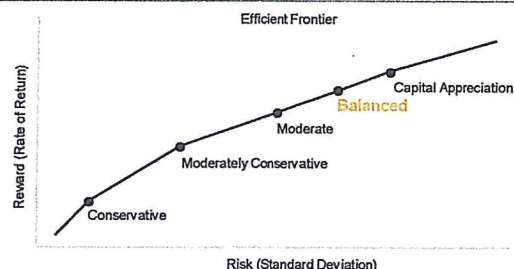 Efficient Frontier
Reward (Rate of Return)
Capital Appreciation
Balanced
Moderate
Moderately Conservative
Conservative
Risk (Standard Deviation)